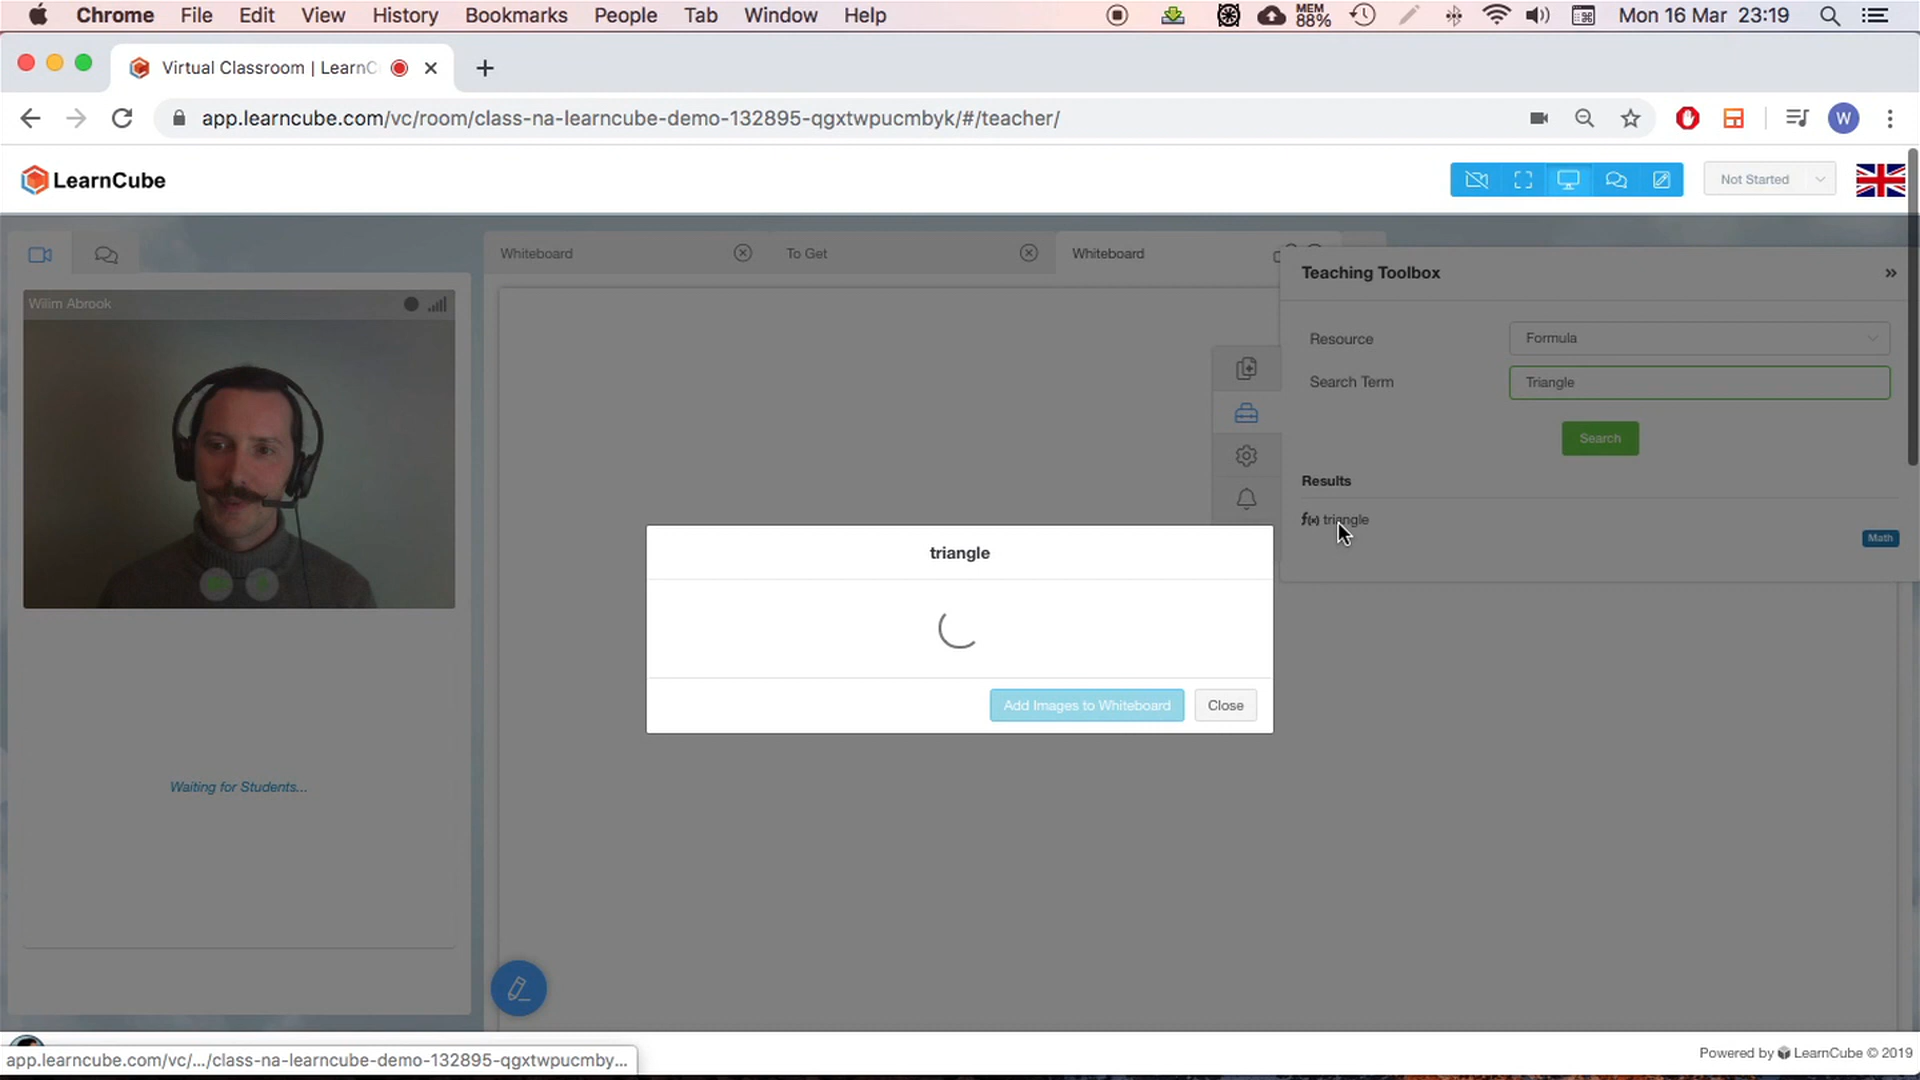 Chrome File Edit View History Bookmarks People Tab Window Help MEM 88% Mon 16 Mar 23:19
Virtual Classroom | LearnC
app.learncube.com/vc/room/class-na-learncube-demo-132895-qgxtwpucmbyk/#/teacher/ W
LearnCube Not Started
Whiteboard To Get Whiteboard
Teaching Toolbox
Wilim Abrook
Resource Formula
Search Term Triangle
Search
Results
f(x) triangle
Math
triangle
Add Images to Whiteboard Close
Waiting for Students...
app.learncube.com/vc/.../class-na-learncube-demo-132895-qgxtwpucmby...
Powered by LearnCube © 2019